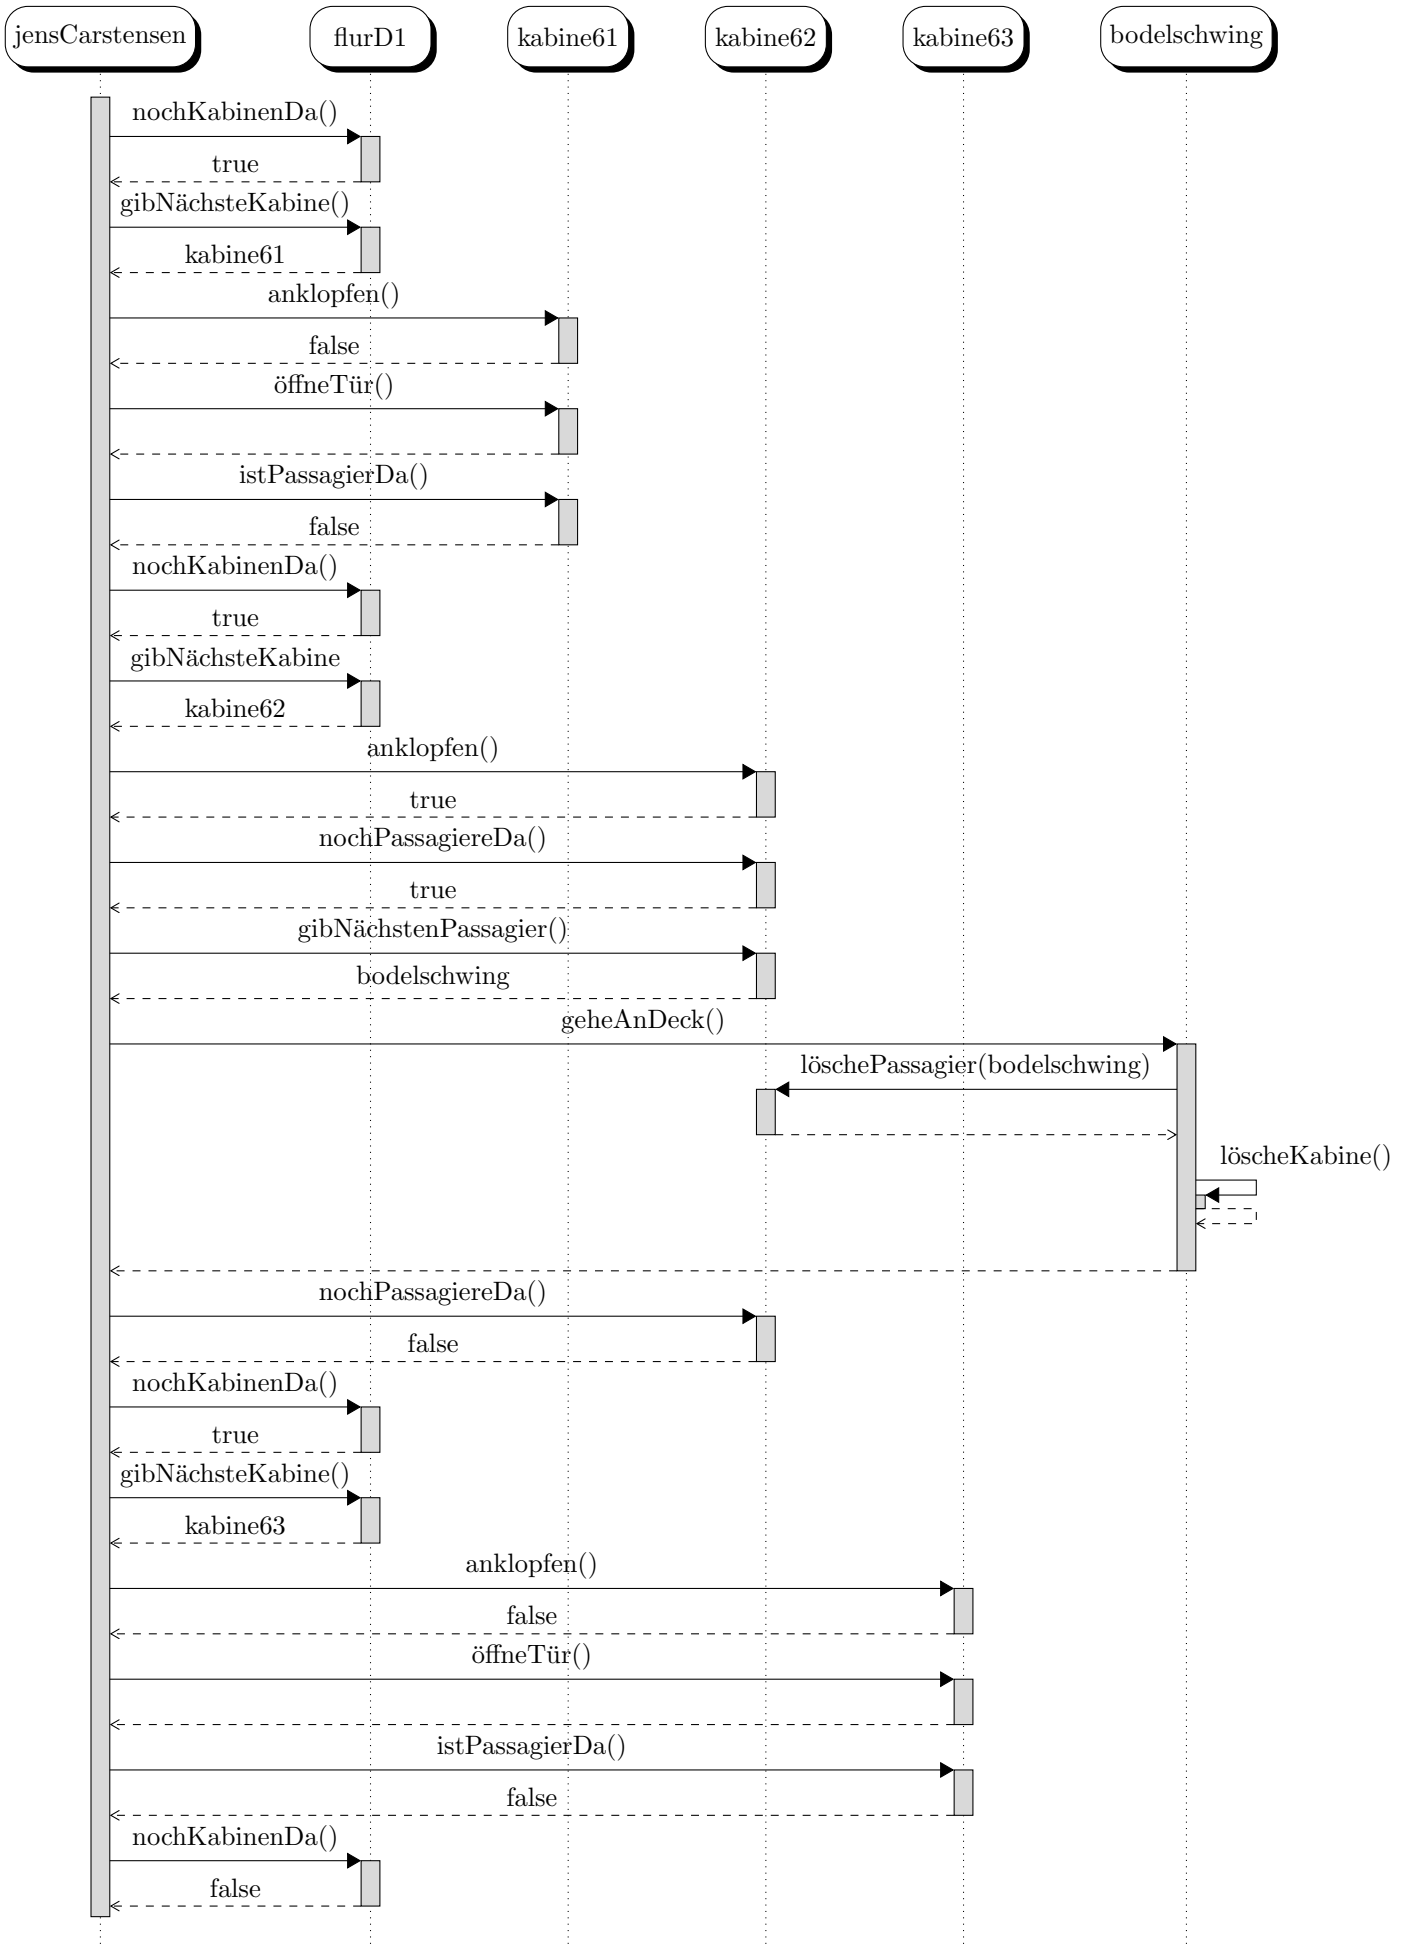 jensCarstensen
flurD1
kabine61
kabine62
kabine63
bodelschwing
nochKabinenDa()
true
gibNächsteKabine()
kabine61
anklopfen()
false
öffneTür()
istPassagierDa()
false
nochKabinenDa()
true
gibNächsteKabine
kabine62
anklopfen()
true
nochPassagiereDa()
true
gibNächstenPassagier()
bodelschwing
geheAnDeck()
löschePassagier(bodelschwing)
löscheKabine()
nochPassagiereDa()
false
nochKabinenDa()
true
gibNächsteKabine()
kabine63
anklopfen()
false
öffneTür()
istPassagierDa()
false
nochKabinenDa()
false